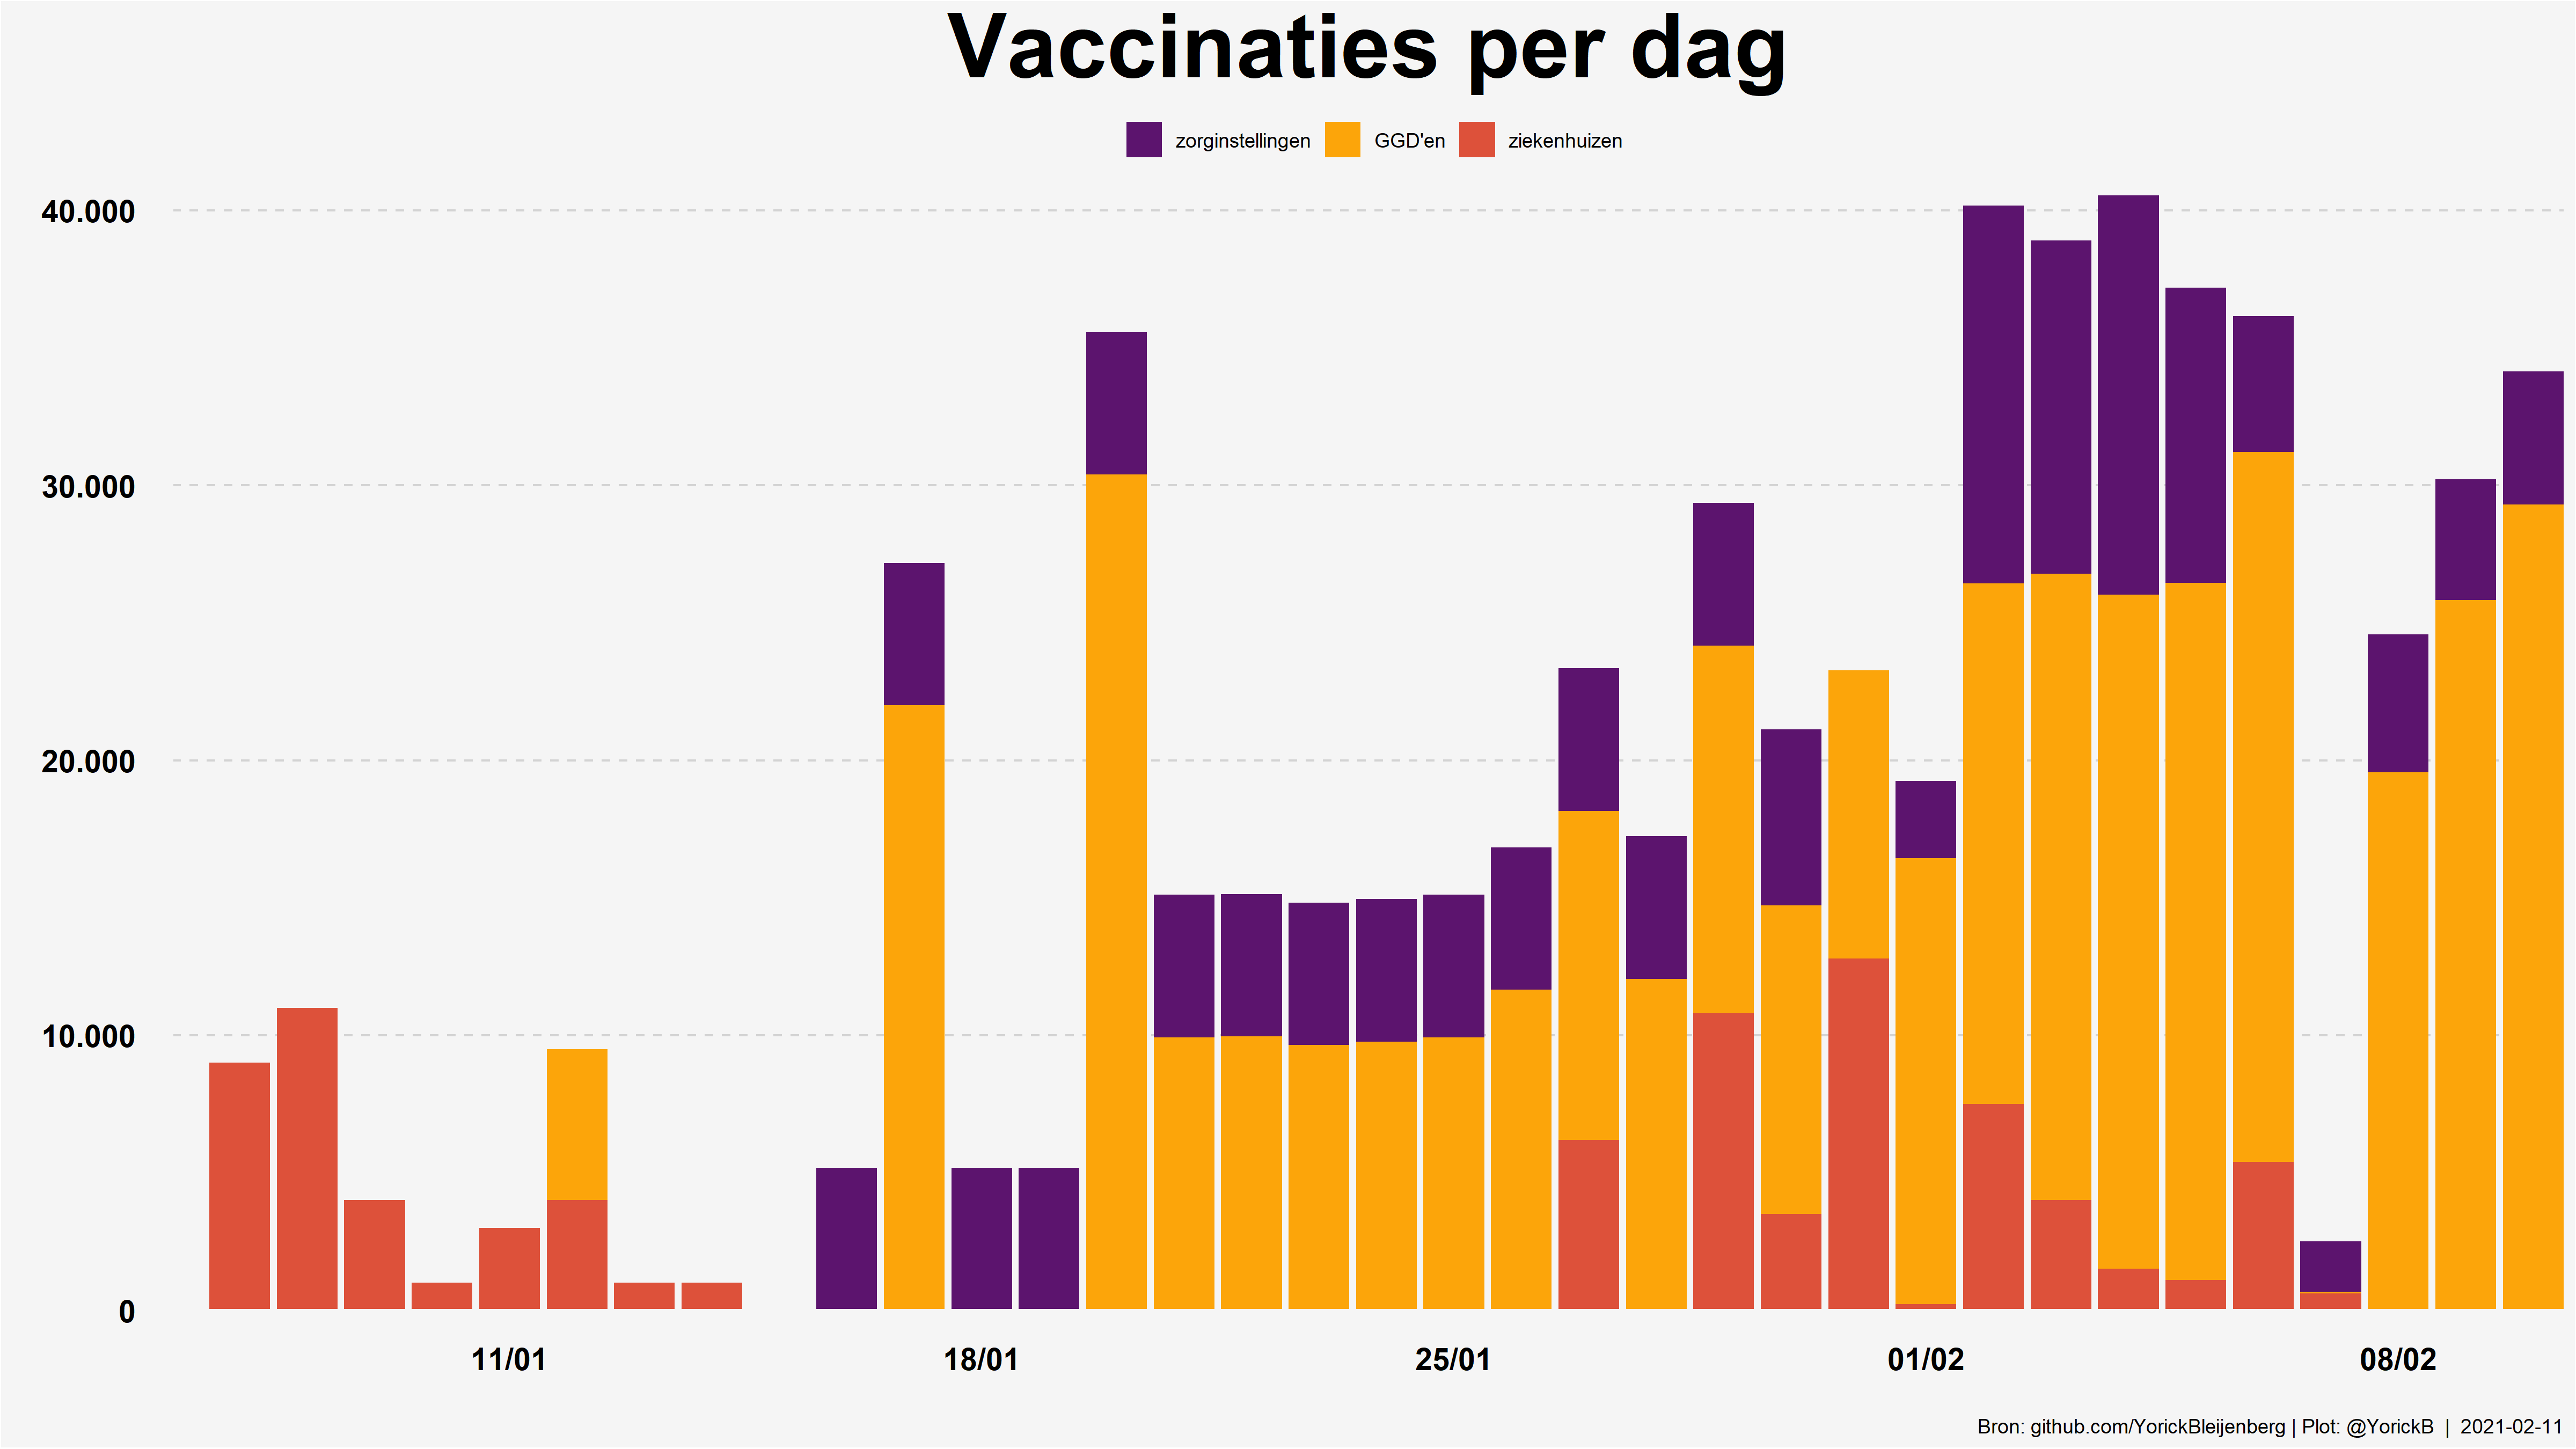 Vaccinaties per dag
zorginstellingen GGD'en ziekenhuizen
40.000
30.000
20.000
10.000
0
11/01 18/01 25/01 01/02 08/02
Bron: github.com/YorickBleijenberg | Plot: @YorickB | 2021-02-11